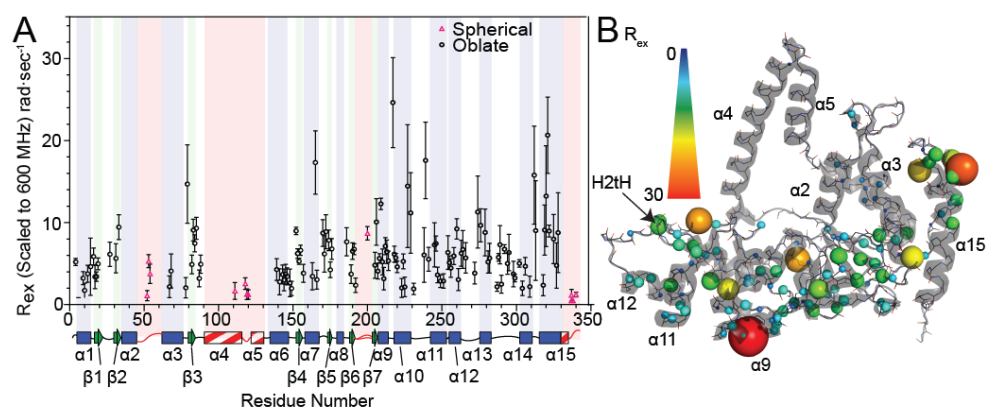 A
Rex (Scaled to 600 MHz) rad·sec-1
30
20
10
0
Spherical
Oblate
0 50 100 150 200 250 300 350
α1 α2 α3 α4 α5 α6 α7 α8 α9 α11 α13 α14 α15
β1 β2 β3 β4 β5 β6 β7 α10 α12
Residue Number
B
Rex
0
30
α4
α5
α3
α2
H2tH
α15
α12
α11
α9